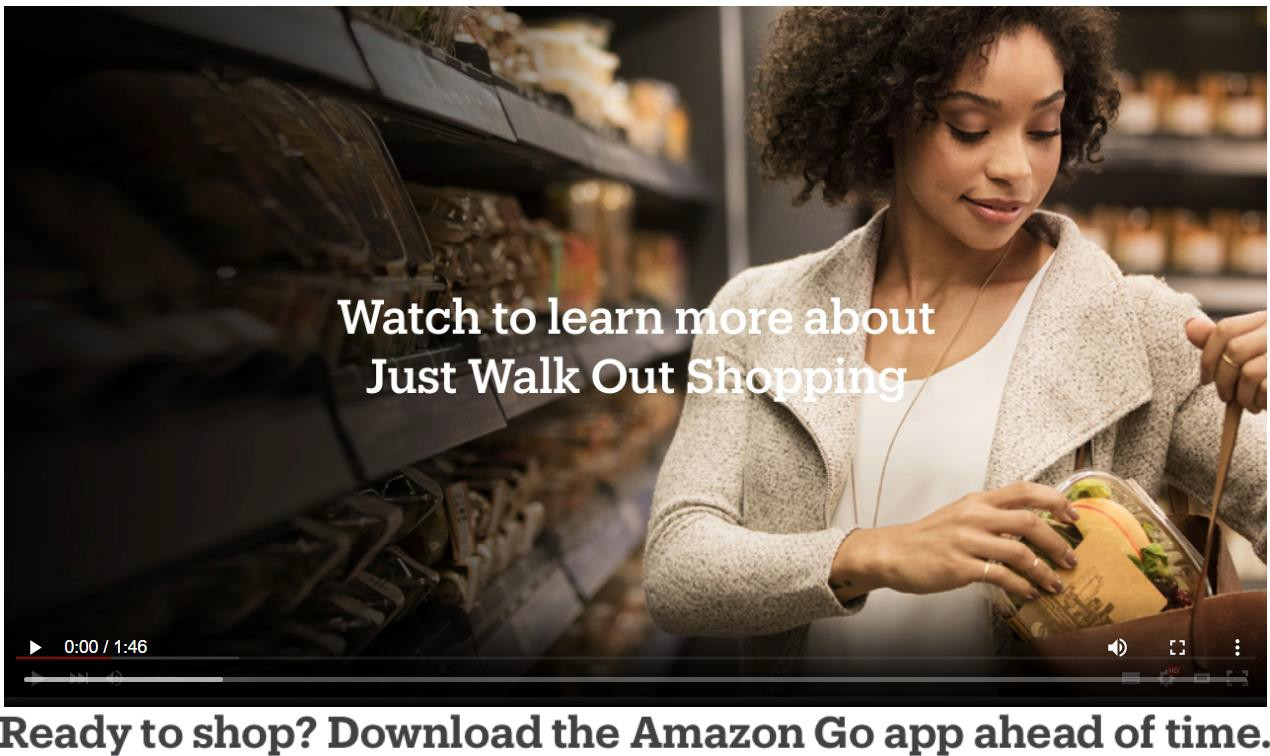 Watch to learn more about
Just Walk Out Shopping
0:00 / 1:46
HD
Ready to shop? Download the Amazon Go app ahead of time.